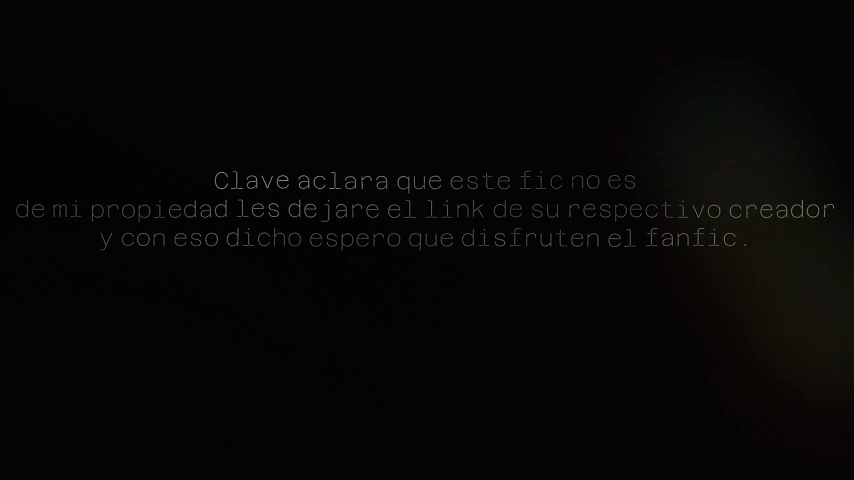 Clave aclara que este fic no es
de mi propiedad les dejare el link de su respectivo creador
y con eso dicho espero que disfruten el fanfic.